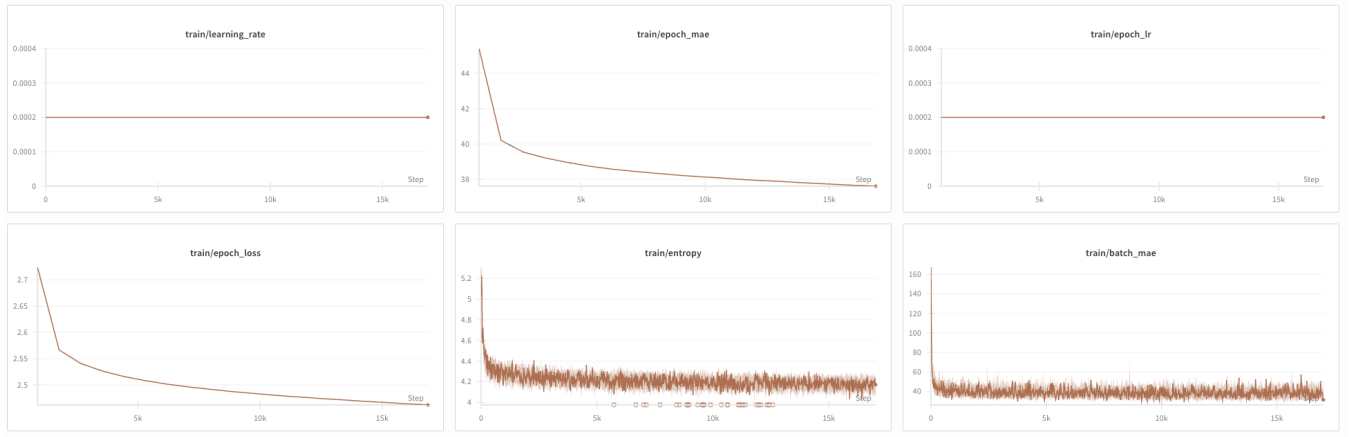 train/learning_rate
0.0004
0.0003
0.0002
0.0001
0
Step
0 5k 10k 15k
train/epoch_mae
44
42
40
38
Step
5k 10k 15k
train/epoch_lr
0.0004
0.0003
0.0002
0.0001
0
Step
5k 10k 15k
train/epoch_loss
2.7
2.65
2.6
2.55
2.5
Step
5k 10k 15k
train/entropy
5.2
5
4.8
4.6
4.4
4.2
4
Step
0 5k 10k 15k
train/batch_mae
160
140
120
100
80
60
40
Step
0 5k 10k 15k